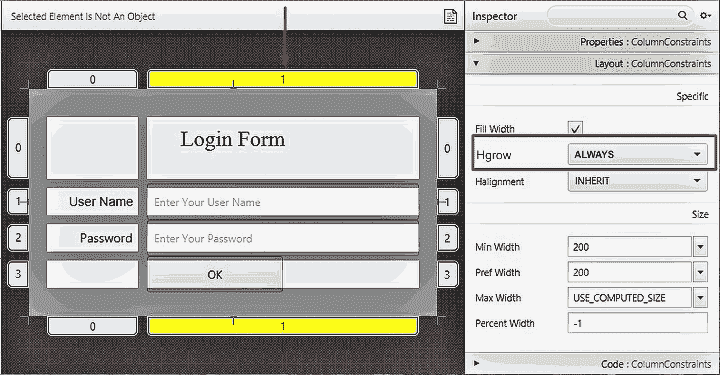 Selected Element Is Not An Object
Inspector
Properties : ColumnConstraints
Layout : ColumnConstraints
Specific
Fill Width
Hgrow ALWAYS
Halignment INHERIT
Size
Min Width 200
Pref Width 200
Max Width USE_COMPUTED_SIZE
Percent Width -1
Code : ColumnConstraints
0 1
0 Login Form 0
1 User Name Enter Your User Name 1
2 Password Enter Your Password 2
3 OK 3
0 1